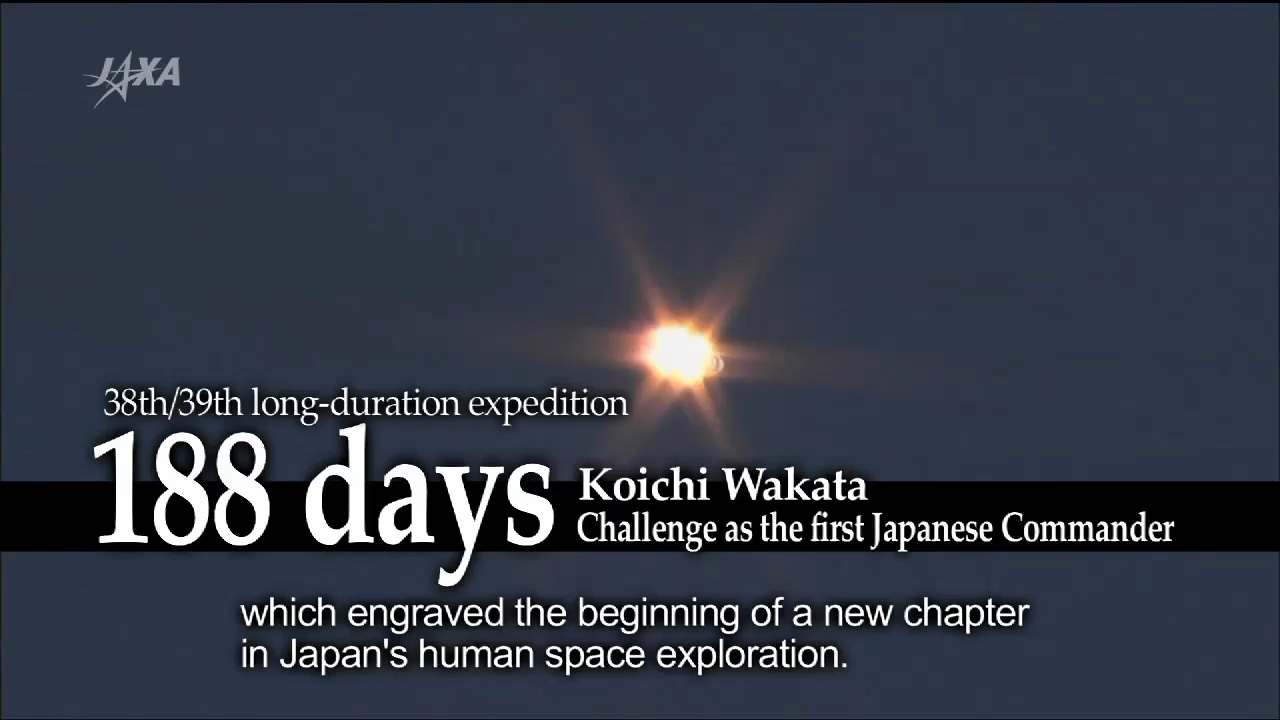 JAXA
38th/39th long-duration expedition
188 days
Koichi Wakata
Challenge as the first Japanese Commander
which engraved the beginning of a new chapter
in Japan's human space exploration.